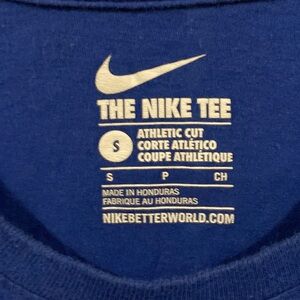 THE NIKE TEE
S
ATHLETIC CUT
CORTE ATLÉTICO
COUPE ATHLÉTIQUE
S P CH
MADE IN HONDURAS
FABRIQUÉ AU HONDURAS
NIKEBETTERWORLD.COM